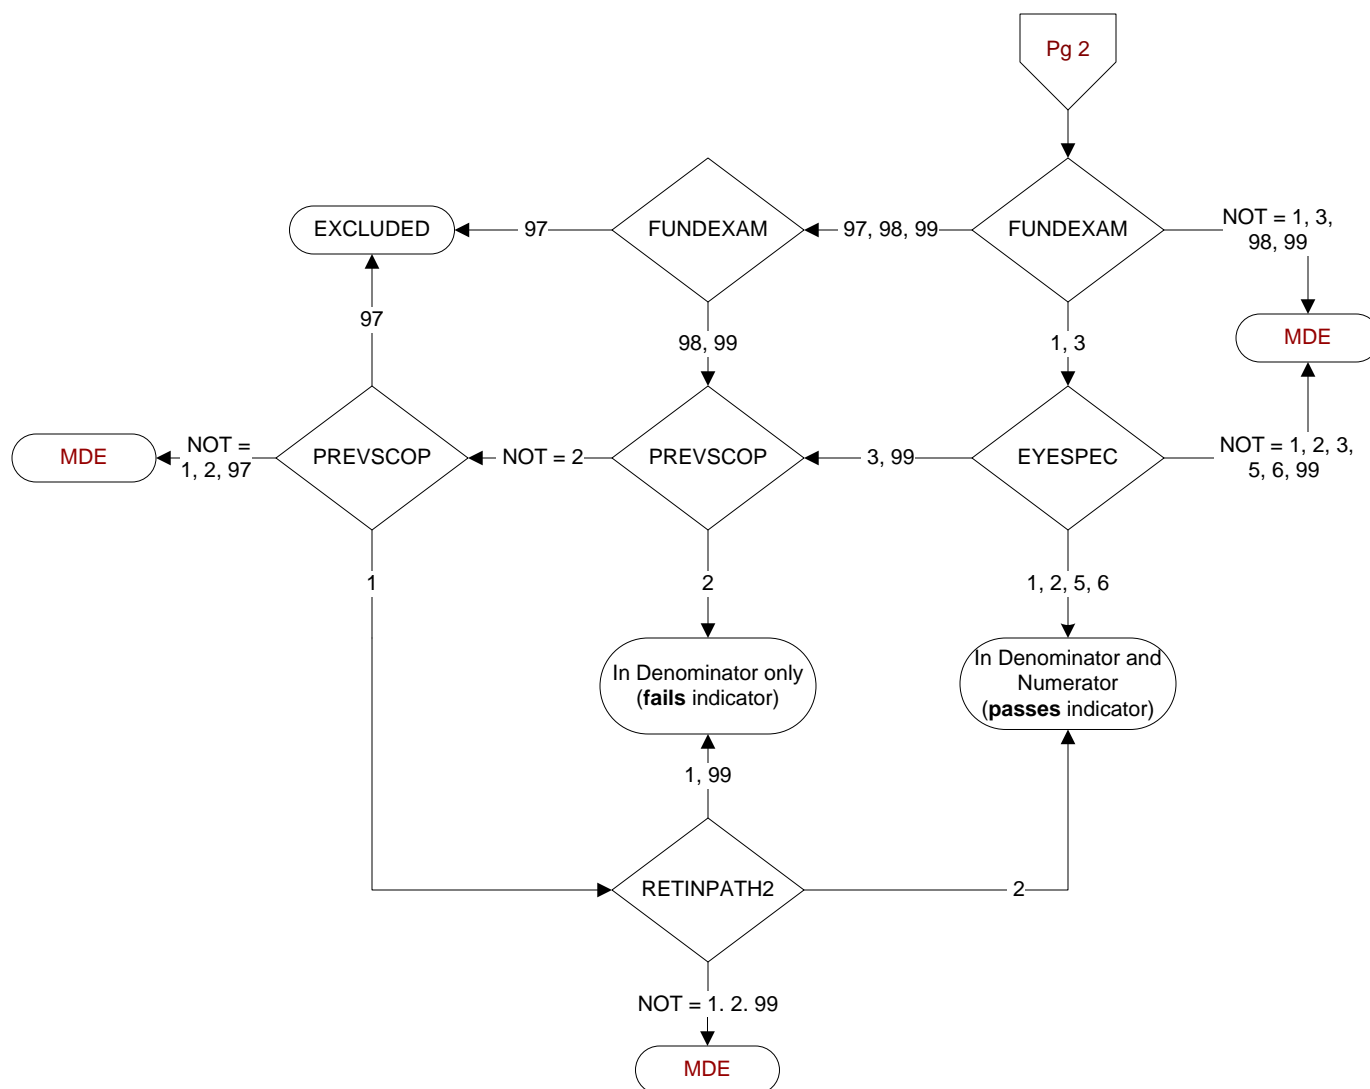 Pg 2
EXCLUDED
97
FUNDEXAM
97, 98, 99
FUNDEXAM
NOT = 1, 3,
98, 99
97
98, 99
1, 3
MDE
MDE
NOT =
1, 2, 97
PREVSCOP
NOT = 2
PREVSCOP
3, 99
EYESPEC
NOT = 1, 2, 3,
5, 6, 99
1
2
1, 2, 5, 6
In Denominator only
(fails indicator)
In Denominator and
Numerator
(passes indicator)
1, 99
RETINPATH2
2
NOT = 1. 2. 99
MDE